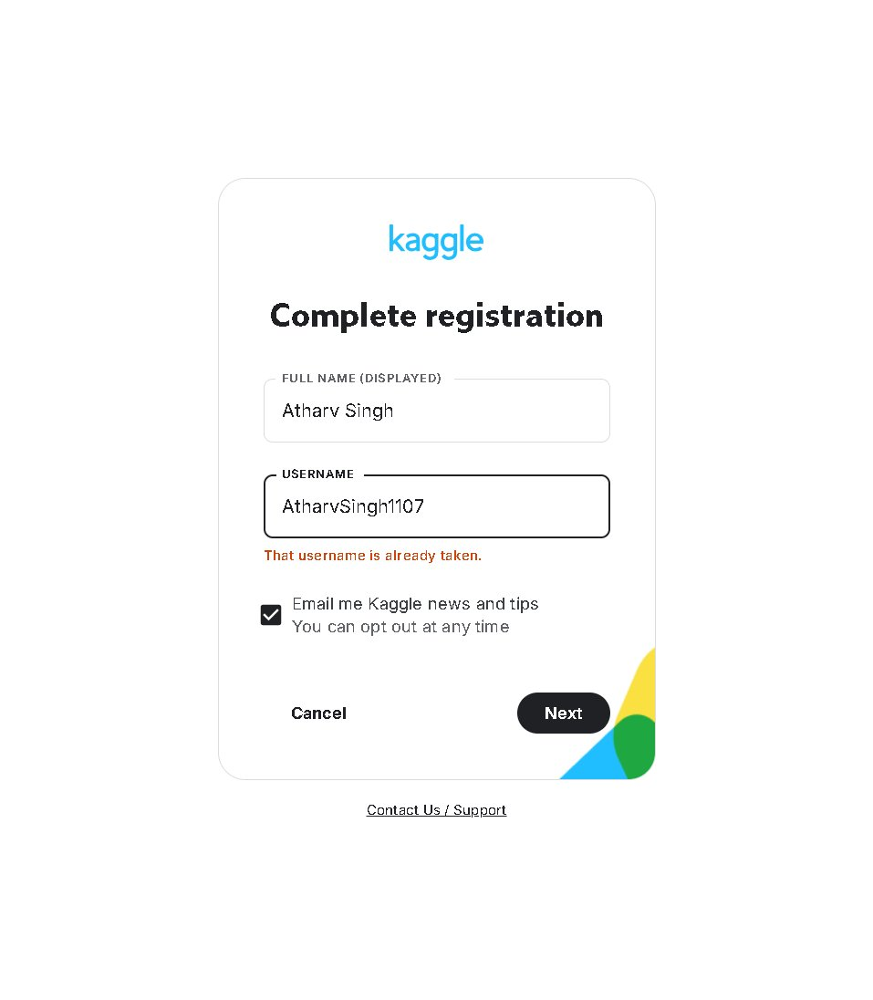 kaggle
Complete registration
FULL NAME (DISPLAYED)
Atharv Singh
USERNAME
AtharvSingh1107
That username is already taken.
Email me Kaggle news and tips
You can opt out at any time
Cancel
Next
Contact Us / Support